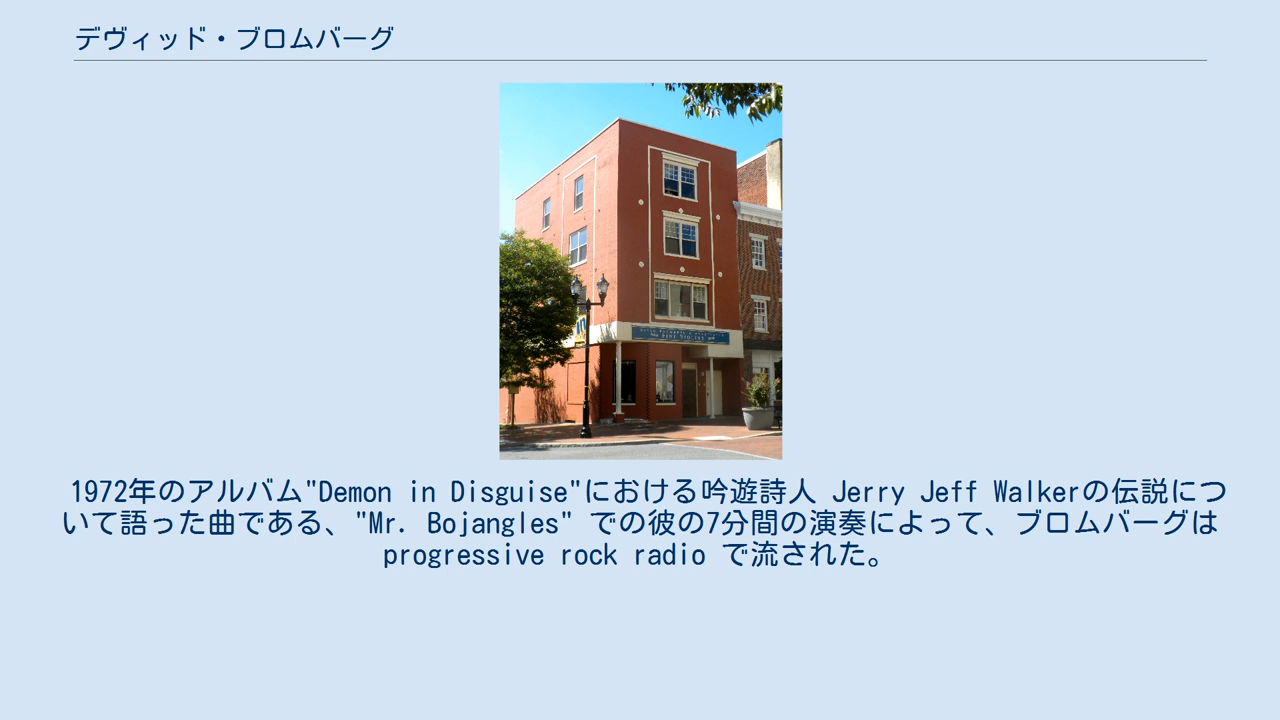 デヴィッド・ブロムバーグ
FINE VIOLINS
1972年のアルバム"Demon in Disguise"における吟遊詩人 Jerry Jeff Walkerの伝説につ
いて語った曲である、"Mr. Bojangles" での彼の7分間の演奏によって、ブロムバーグは
progressive rock radio で流された。